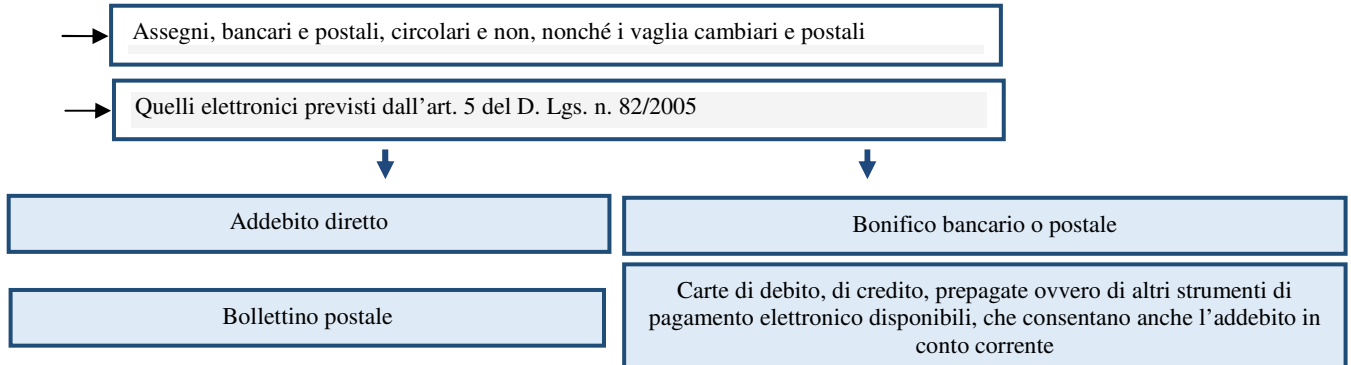 Assegni, bancari e postali, circolari e non, nonché i vaglia cambiari e postali
Quelli elettronici previsti dall’art. 5 del D. Lgs. n. 82/2005
Addebito diretto
Bonifico bancario o postale
Bollettino postale
Carte di debito, di credito, prepagate ovvero di altri strumenti di
pagamento elettronico disponibili, che consentano anche l’addebito in
conto corrente